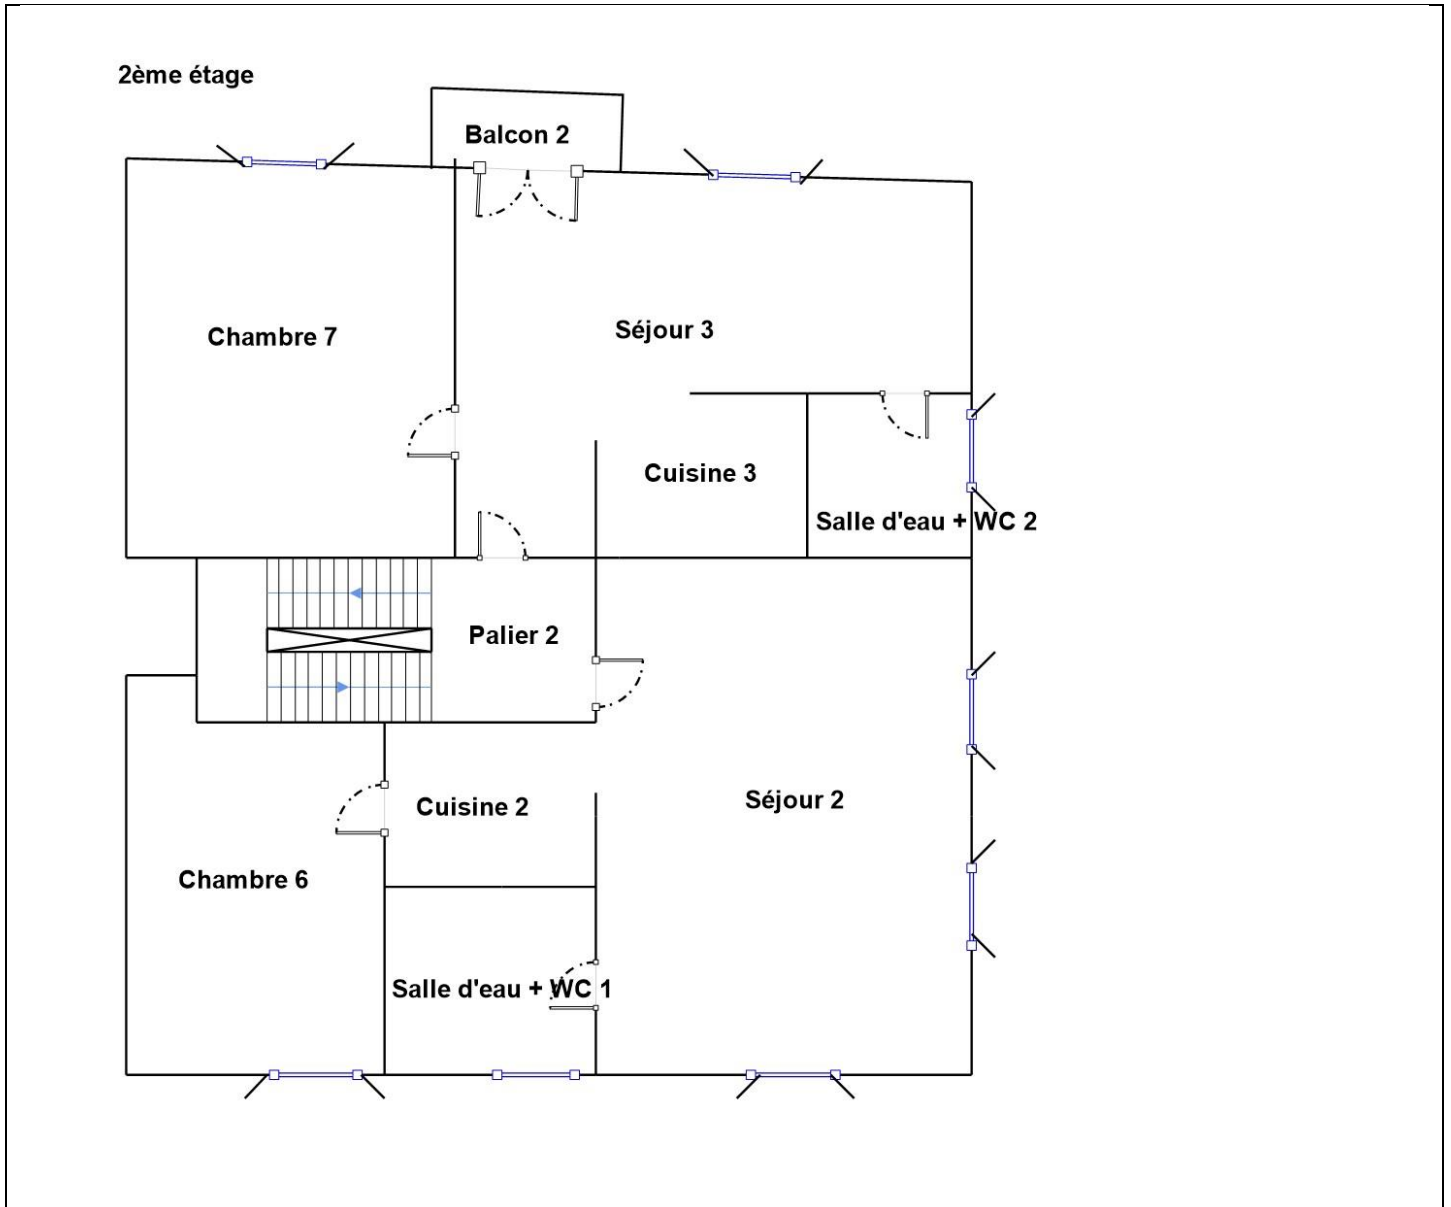 2ème étage
Balcon 2
Chambre 7
Séjour 3
Cuisine 3
Salle d'eau + WC 2
Palier 2
Cuisine 2
Séjour 2
Chambre 6
Salle d'eau + WC 1